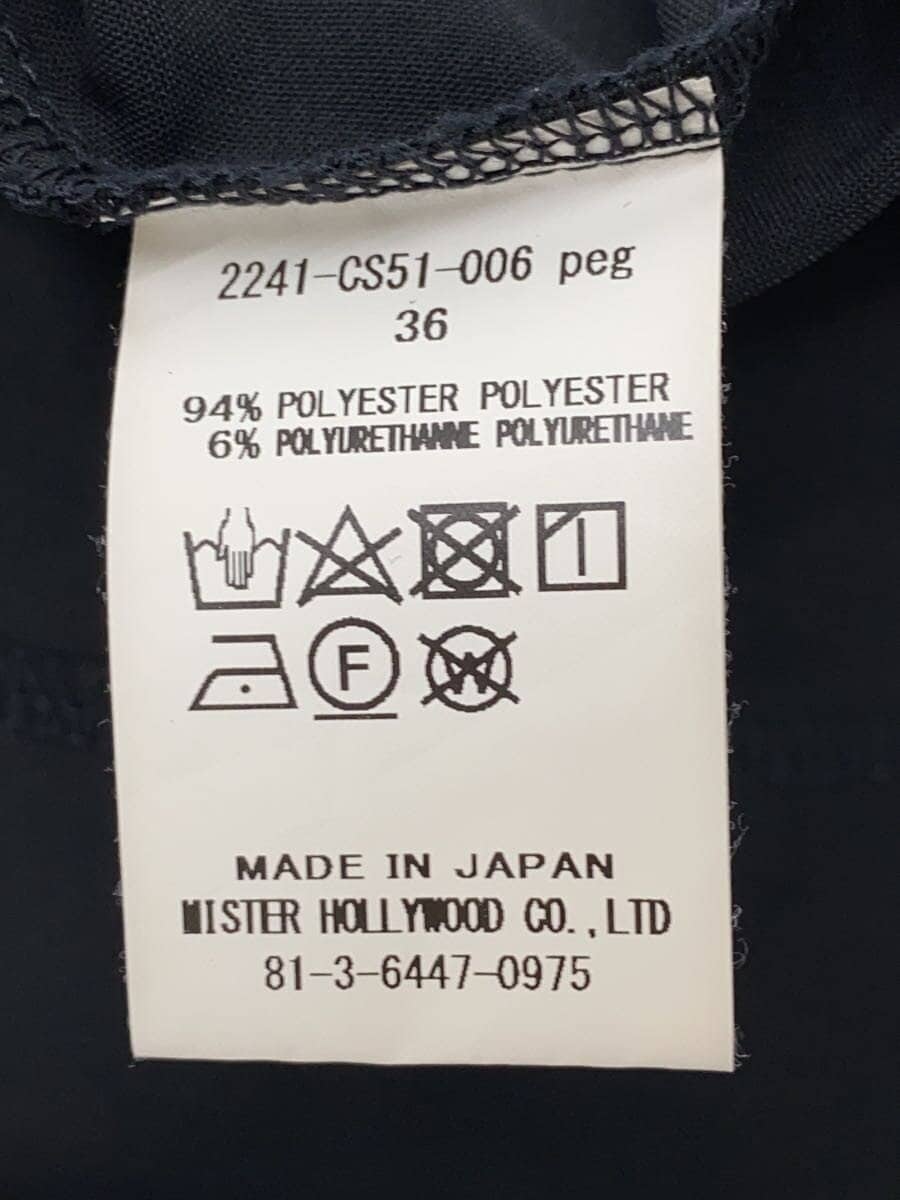 2241-CS51-006 peg
36
94% POLYESTER POLYESTER
6% POLYURETHANNE POLYURETHANE
F
W
MADE IN JAPAN
MISTER HOLLYWOOD CO.,LTD
81-3-6447-0975